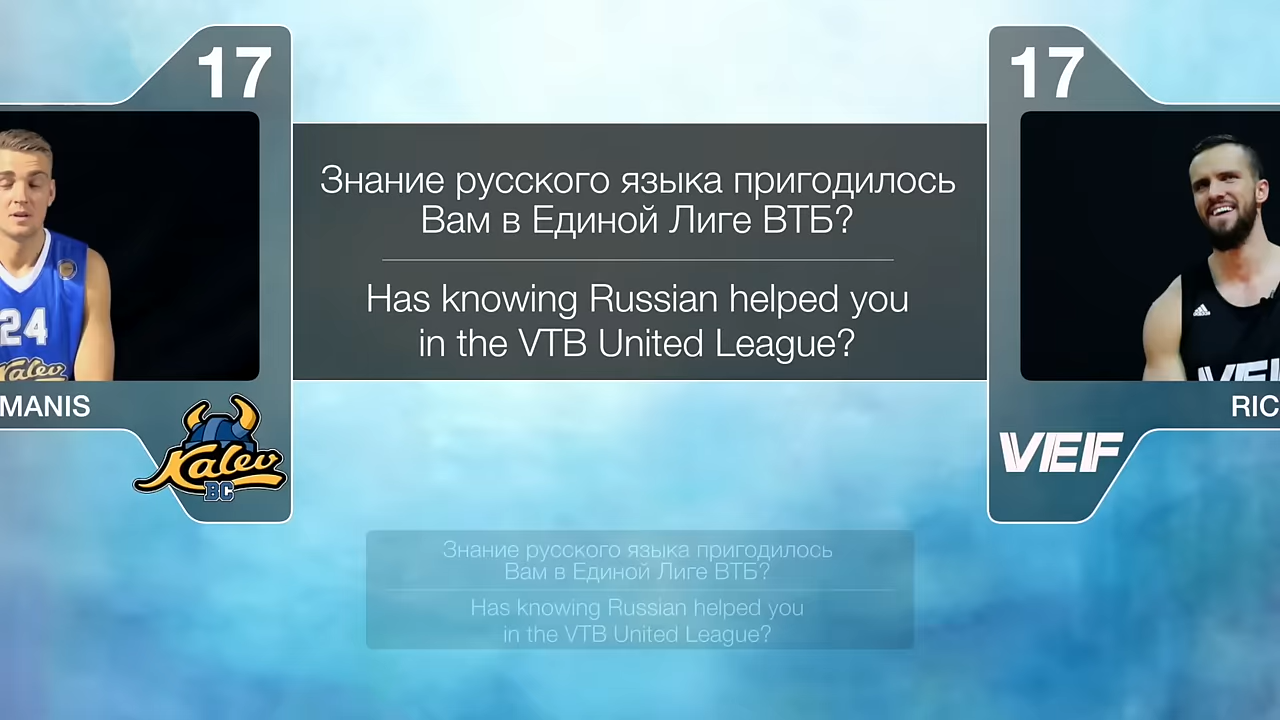 17
17
Знание русского языка пригодилось
Вам в Единой Лиге ВТБ?
Has knowing Russian helped you
in the VTB United League?
24
Kalev
VEF
MANIS
RIC
Kalev
BC
VEF
Знание русского языка пригодилось
Вам в Единой Лиге ВТБ?
Has knowing Russian helped you
in the VTB United League?